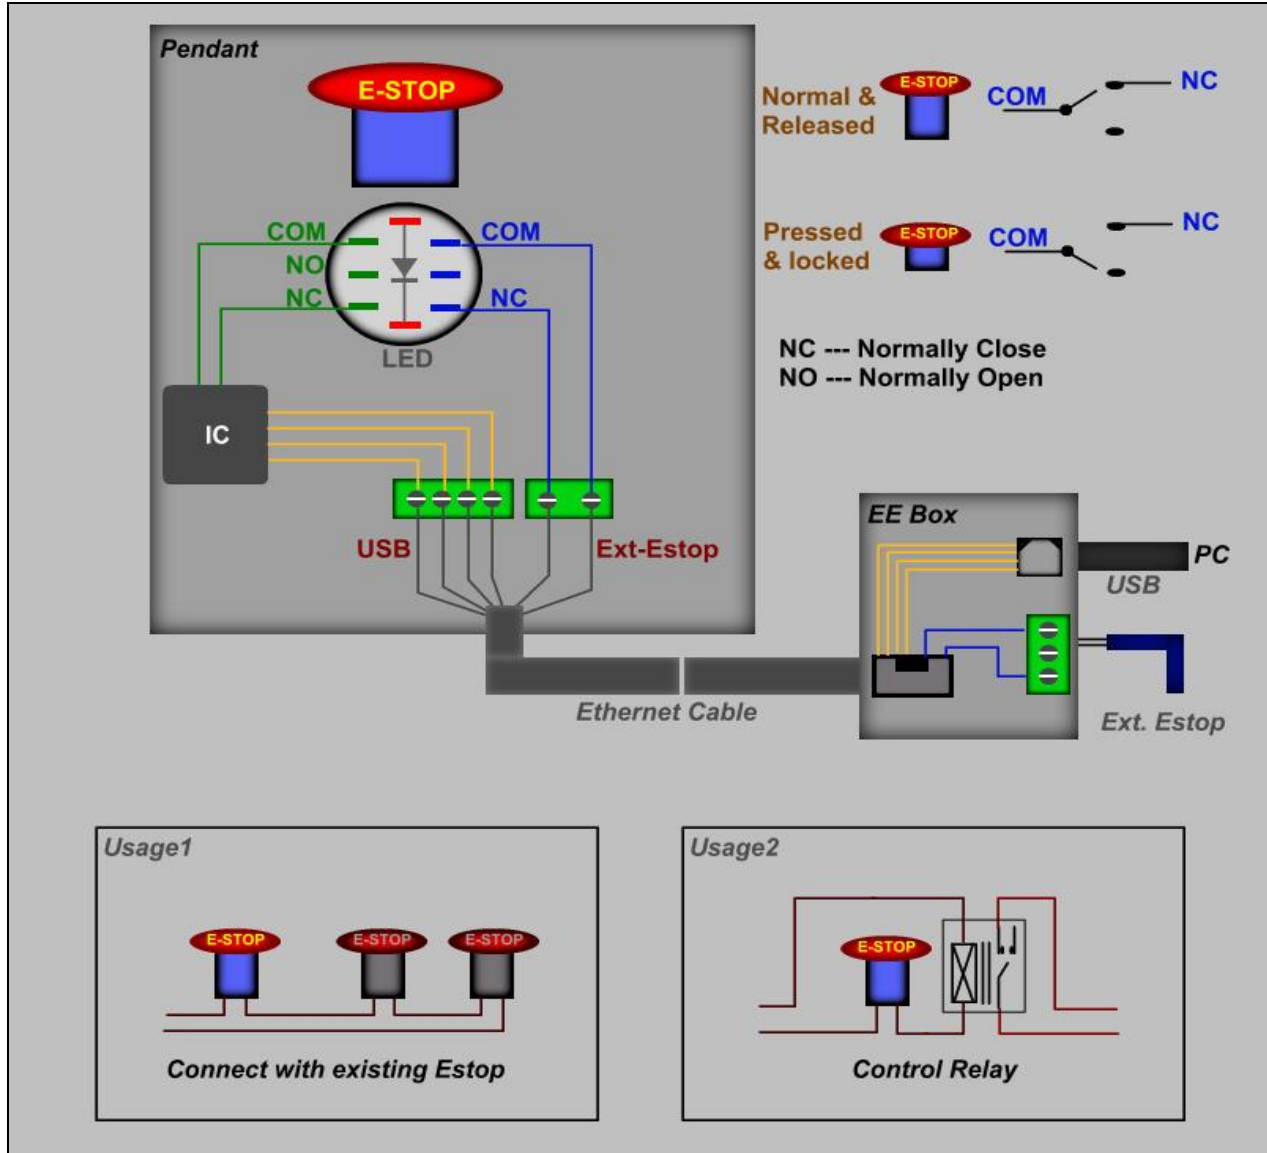 Pendant
E-STOP
COM
NO
NC
COM
NC
LED
IC
USB
Ext-Estop
Normal &
Released
E-STOP
COM
NC
Pressed
& locked
E-STOP
COM
NC
NC --- Normally Close
NO --- Normally Open
EE Box
PC
USB
Ext. Estop
Ethernet Cable
Usage1
E-STOP
E-STOP
E-STOP
Connect with existing Estop
Usage2
E-STOP
Control Relay